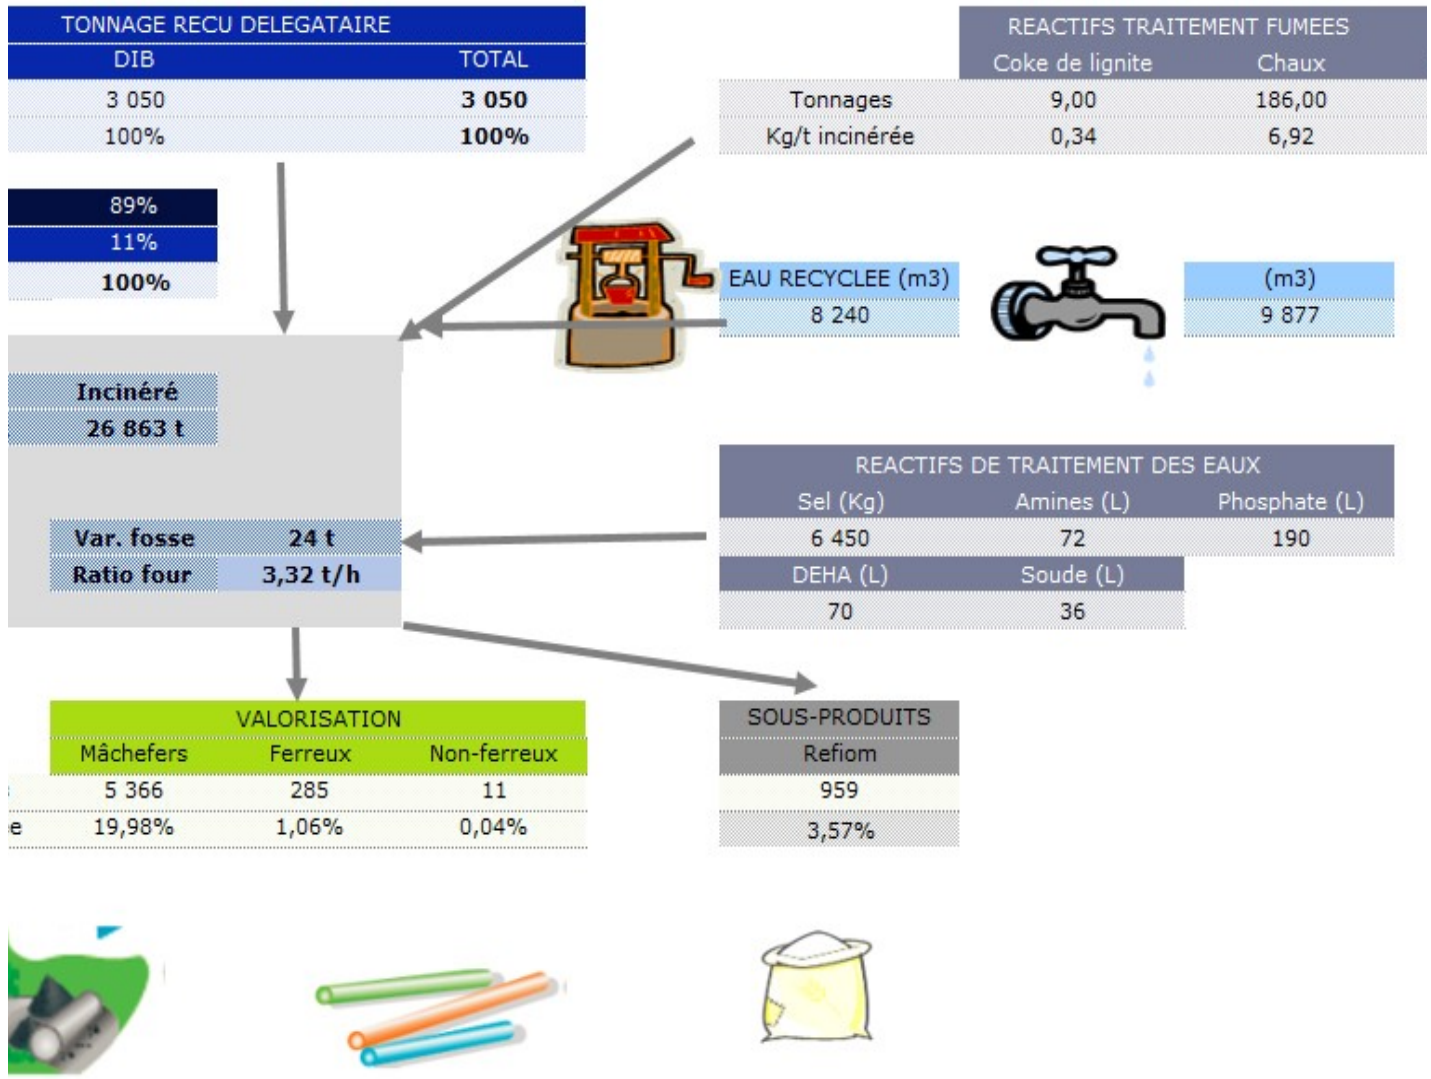 TONNAGE RECU DELEGATAIRE
DIB TOTAL
3 050 3 050
100% 100%
REACTIFS TRAITEMENT FUMEES
Coke de lignite Chaux
Tonnages 9,00 186,00
Kg/t incinérée 0,34 6,92
89%
11%
100%
EAU RECYCLEE (m3) (m3)
8 240 9 877
Incinéré
26 863 t
REACTIFS DE TRAITEMENT DES EAUX
Sel (Kg) Amines (L) Phosphate (L)
6 450 72 190
DEHA (L) Soude (L)
70 36
Var. fosse 24 t
Ratio four 3,32 t/h
VALORISATION
Mâchefers Ferreux Non-ferreux
5 366 285 11
e 19,98% 1,06% 0,04%
SOUS-PRODUITS
Refiom
959
3,57%